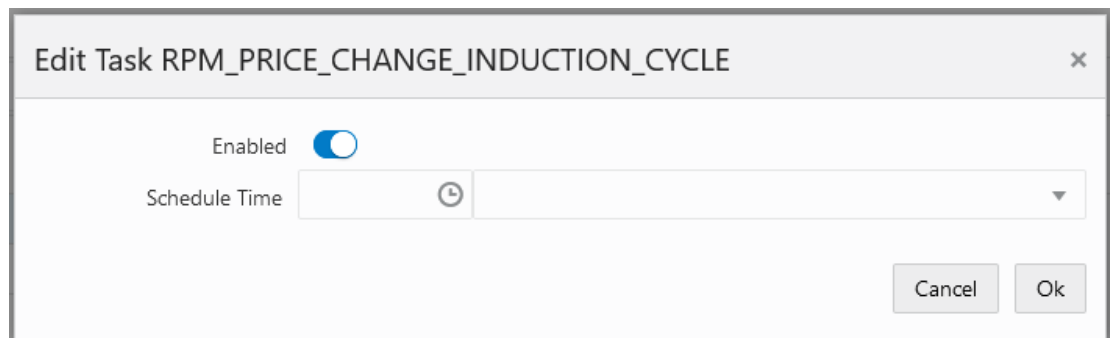 Edit Task RPM_PRICE_CHANGE_INDUCTION_CYCLE
Enabled
Schedule Time
Cancel Ok